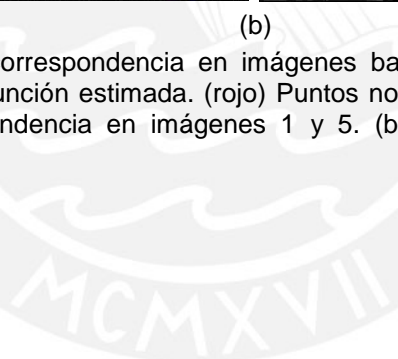 (b)
orrespondencia en imágenes ba
unción estimada. (rojo) Puntos no
ndencia en imágenes 1 y 5. (b
MCMXVII